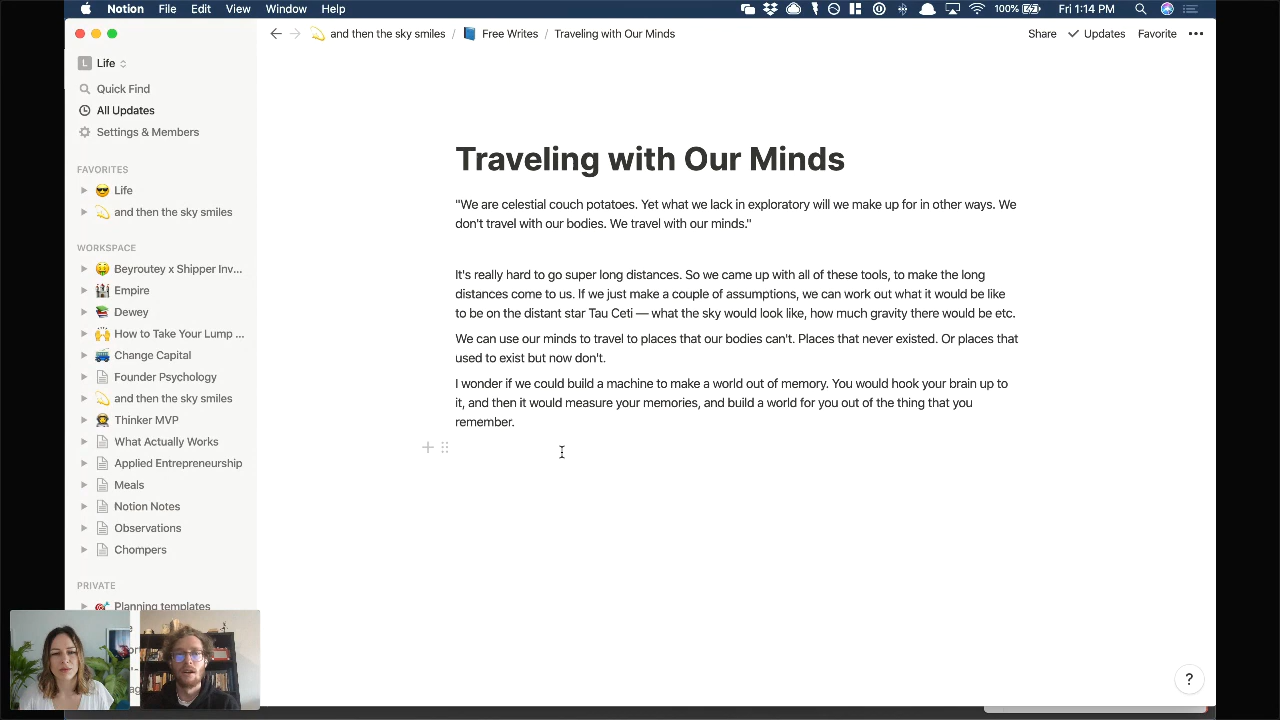 Notion File Edit View Window Help 100% Fri 1:14 PM
and then the sky smiles / Free Writes / Traveling with Our Minds Share Updates Favorite
L Life
Quick Find
All Updates
Settings & Members
FAVORITES
Life
and then the sky smiles
WORKSPACE
Beyroutey x Shipper Inv...
Empire
Dewey
How to Take Your Lump ...
Change Capital
Founder Psychology
and then the sky smiles
Thinker MVP
What Actually Works
Applied Entrepreneurship
Meals
Notion Notes
Observations
Chompers
PRIVATE
Planning templates
Traveling with Our Minds
"We are celestial couch potatoes. Yet what we lack in exploratory will we make up for in other ways. We
don't travel with our bodies. We travel with our minds."
It's really hard to go super long distances. So we came up with all of these tools, to make the long
distances come to us. If we just make a couple of assumptions, we can work out what it would be like
to be on the distant star Tau Ceti — what the sky would look like, how much gravity there would be etc.
We can use our minds to travel to places that our bodies can't. Places that never existed. Or places that
used to exist but now don't.
I wonder if we could build a machine to make a world out of memory. You would hook your brain up to
it, and then it would measure your memories, and build a world for you out of the thing that you
remember.
?